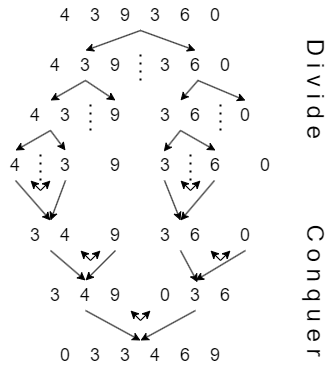 4 3 9 3 6 0
4 3 9 3 6 0
4 3 9 3 6 0
4 3 9 3 6 0
3 4 9 3 6 0
3 4 9 0 3 6
0 3 3 4 6 9
Divide
Conquer